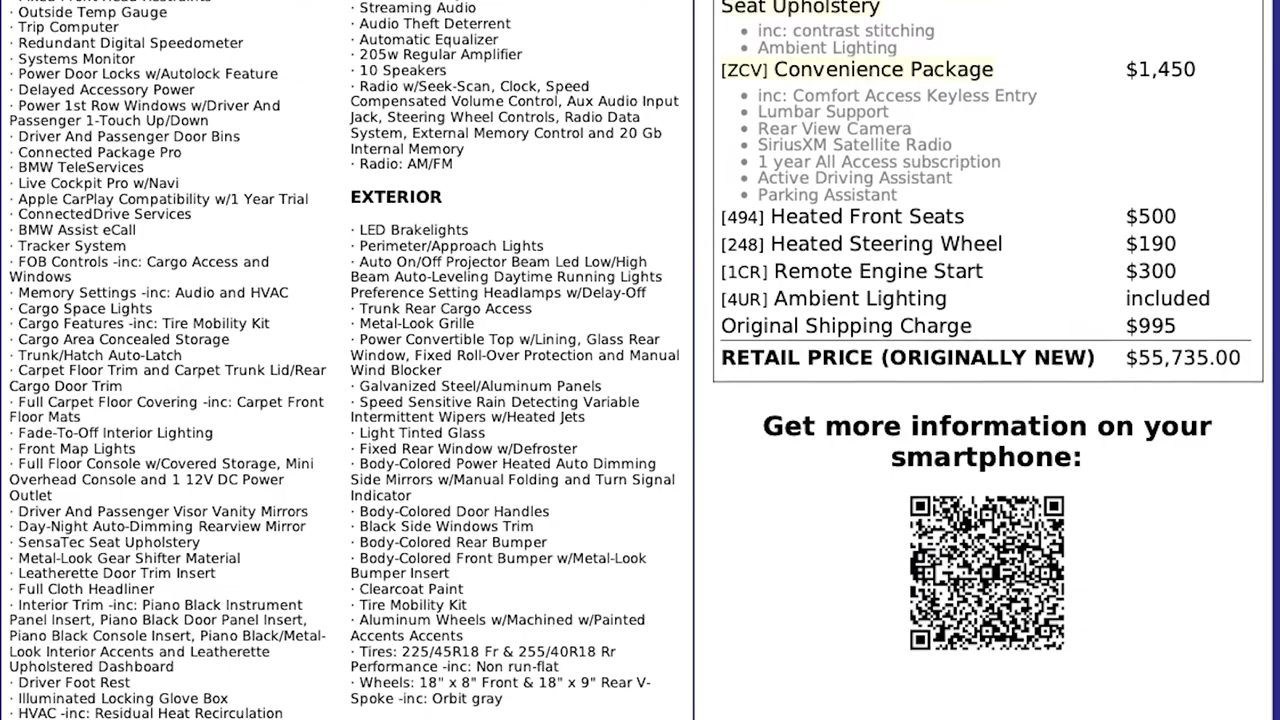 · Outside Temp Gauge
· Trip Computer
· Redundant Digital Speedometer
· Systems Monitor
· Power Door Locks w/Autolock Feature
· Delayed Accessory Power
· Power 1st Row Windows w/Driver And
Passenger 1-Touch Up/Down
· Driver And Passenger Door Bins
· Connected Package Pro
· BMW TeleServices
· Live Cockpit Pro w/Navi
· Apple CarPlay Compatibility w/1 Year Trial
· ConnectedDrive Services
· BMW Assist eCall
· Tracker System
· FOB Controls -inc: Cargo Access and
Windows
· Memory Settings -inc: Audio and HVAC
· Cargo Space Lights
· Cargo Features -inc: Tire Mobility Kit
· Cargo Area Concealed Storage
· Trunk/Hatch Auto-Latch
· Carpet Floor Trim and Carpet Trunk Lid/Rear
Cargo Door Trim
· Full Carpet Floor Covering -inc: Carpet Front
Floor Mats
· Fade-To-Off Interior Lighting
· Front Map Lights
· Full Floor Console w/Covered Storage, Mini
Overhead Console and 1 12V DC Power
Outlet
· Driver And Passenger Visor Vanity Mirrors
· Day-Night Auto-Dimming Rearview Mirror
· SensaTec Seat Upholstery
· Metal-Look Gear Shifter Material
· Leatherette Door Trim Insert
· Full Cloth Headliner
· Interior Trim -inc: Piano Black Instrument
Panel Insert, Piano Black Door Panel Insert,
Piano Black Console Insert, Piano Black/Metal-
Look Interior Accents and Leatherette
Upholstered Dashboard
· Driver Foot Rest
· Illuminated Locking Glove Box
· HVAC -inc: Residual Heat Recirculation
· Streaming Audio
· Audio Theft Deterrent
· Automatic Equalizer
· 205w Regular Amplifier
· 10 Speakers
· Radio w/Seek-Scan, Clock, Speed
Compensated Volume Control, Aux Audio Input
Jack, Steering Wheel Controls, Radio Data
System, External Memory Control and 20 Gb
Internal Memory
· Radio: AM/FM
EXTERIOR
· LED Brakelights
· Perimeter/Approach Lights
· Auto On/Off Projector Beam Led Low/High
Beam Auto-Leveling Daytime Running Lights
Preference Setting Headlamps w/Delay-Off
· Trunk Rear Cargo Access
· Metal-Look Grille
· Power Convertible Top w/Lining, Glass Rear
Window, Fixed Roll-Over Protection and Manual
Wind Blocker
· Galvanized Steel/Aluminum Panels
· Speed Sensitive Rain Detecting Variable
Intermittent Wipers w/Heated Jets
· Light Tinted Glass
· Fixed Rear Window w/Defroster
· Body-Colored Power Heated Auto Dimming
Side Mirrors w/Manual Folding and Turn Signal
Indicator
· Body-Colored Door Handles
· Black Side Windows Trim
· Body-Colored Rear Bumper
· Body-Colored Front Bumper w/Metal-Look
Bumper Insert
· Clearcoat Paint
· Tire Mobility Kit
· Aluminum Wheels w/Machined w/Painted
Accents Accents
· Tires: 225/45R18 Fr & 255/40R18 Rr
Performance -inc: Non run-flat
· Wheels: 18" x 8" Front & 18" x 9" Rear V-
Spoke -inc: Orbit gray
Seat Upholstery
• inc: contrast stitching
• Ambient Lighting
[ZCV] Convenience Package $1,450
• inc: Comfort Access Keyless Entry
• Lumbar Support
• Rear View Camera
• SiriusXM Satellite Radio
• 1 year All Access subscription
• Active Driving Assistant
• Parking Assistant
[494] Heated Front Seats $500
[248] Heated Steering Wheel $190
[1CR] Remote Engine Start $300
[4UR] Ambient Lighting included
Original Shipping Charge $995
RETAIL PRICE (ORIGINALLY NEW) $55,735.00
Get more information on your
smartphone: